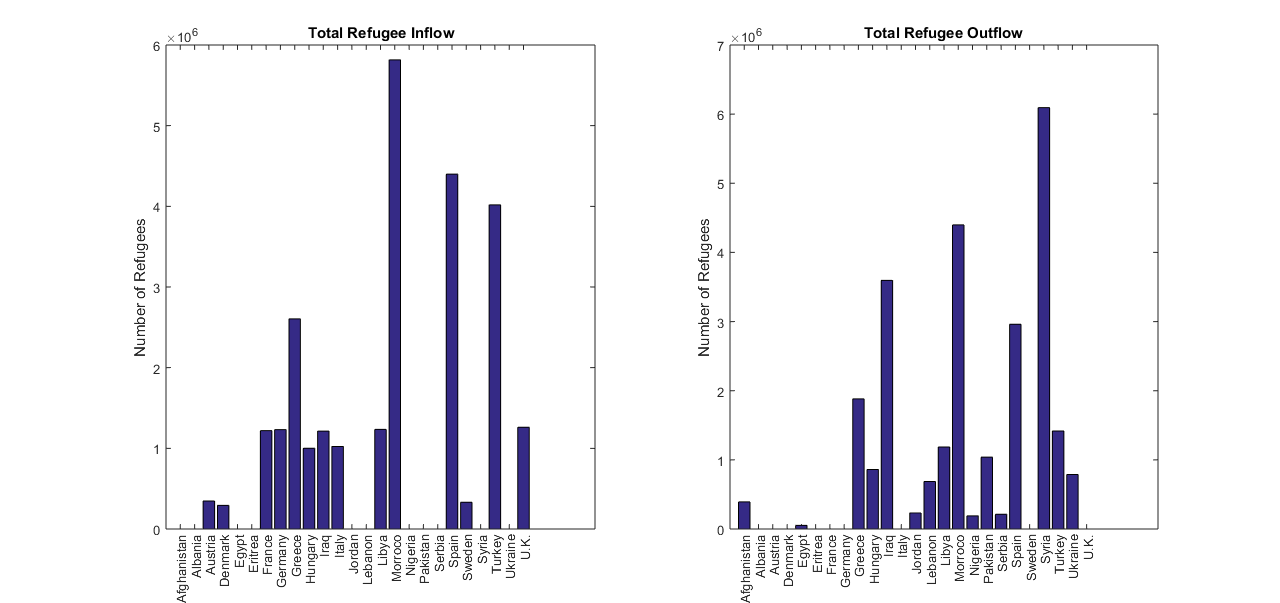 Total Refugee Inflow
×10^6
6
5
4
3
2
1
0
Number of Refugees
Afghanistan
Albania
Austria
Denmark
Egypt
Eritrea
France
Germany
Greece
Hungary
Iraq
Italy
Jordan
Lebanon
Libya
Morocco
Nigeria
Pakistan
Serbia
Spain
Sweden
Syria
Turkey
Ukraine
U.K.
Total Refugee Outflow
×10^6
7
6
5
4
3
2
1
0
Number of Refugees
Afghanistan
Albania
Austria
Denmark
Egypt
Eritrea
France
Germany
Greece
Hungary
Iraq
Italy
Jordan
Lebanon
Libya
Morroco
Nigeria
Pakistan
Serbia
Spain
Sweden
Syria
Turkey
Ukraine
U.K.